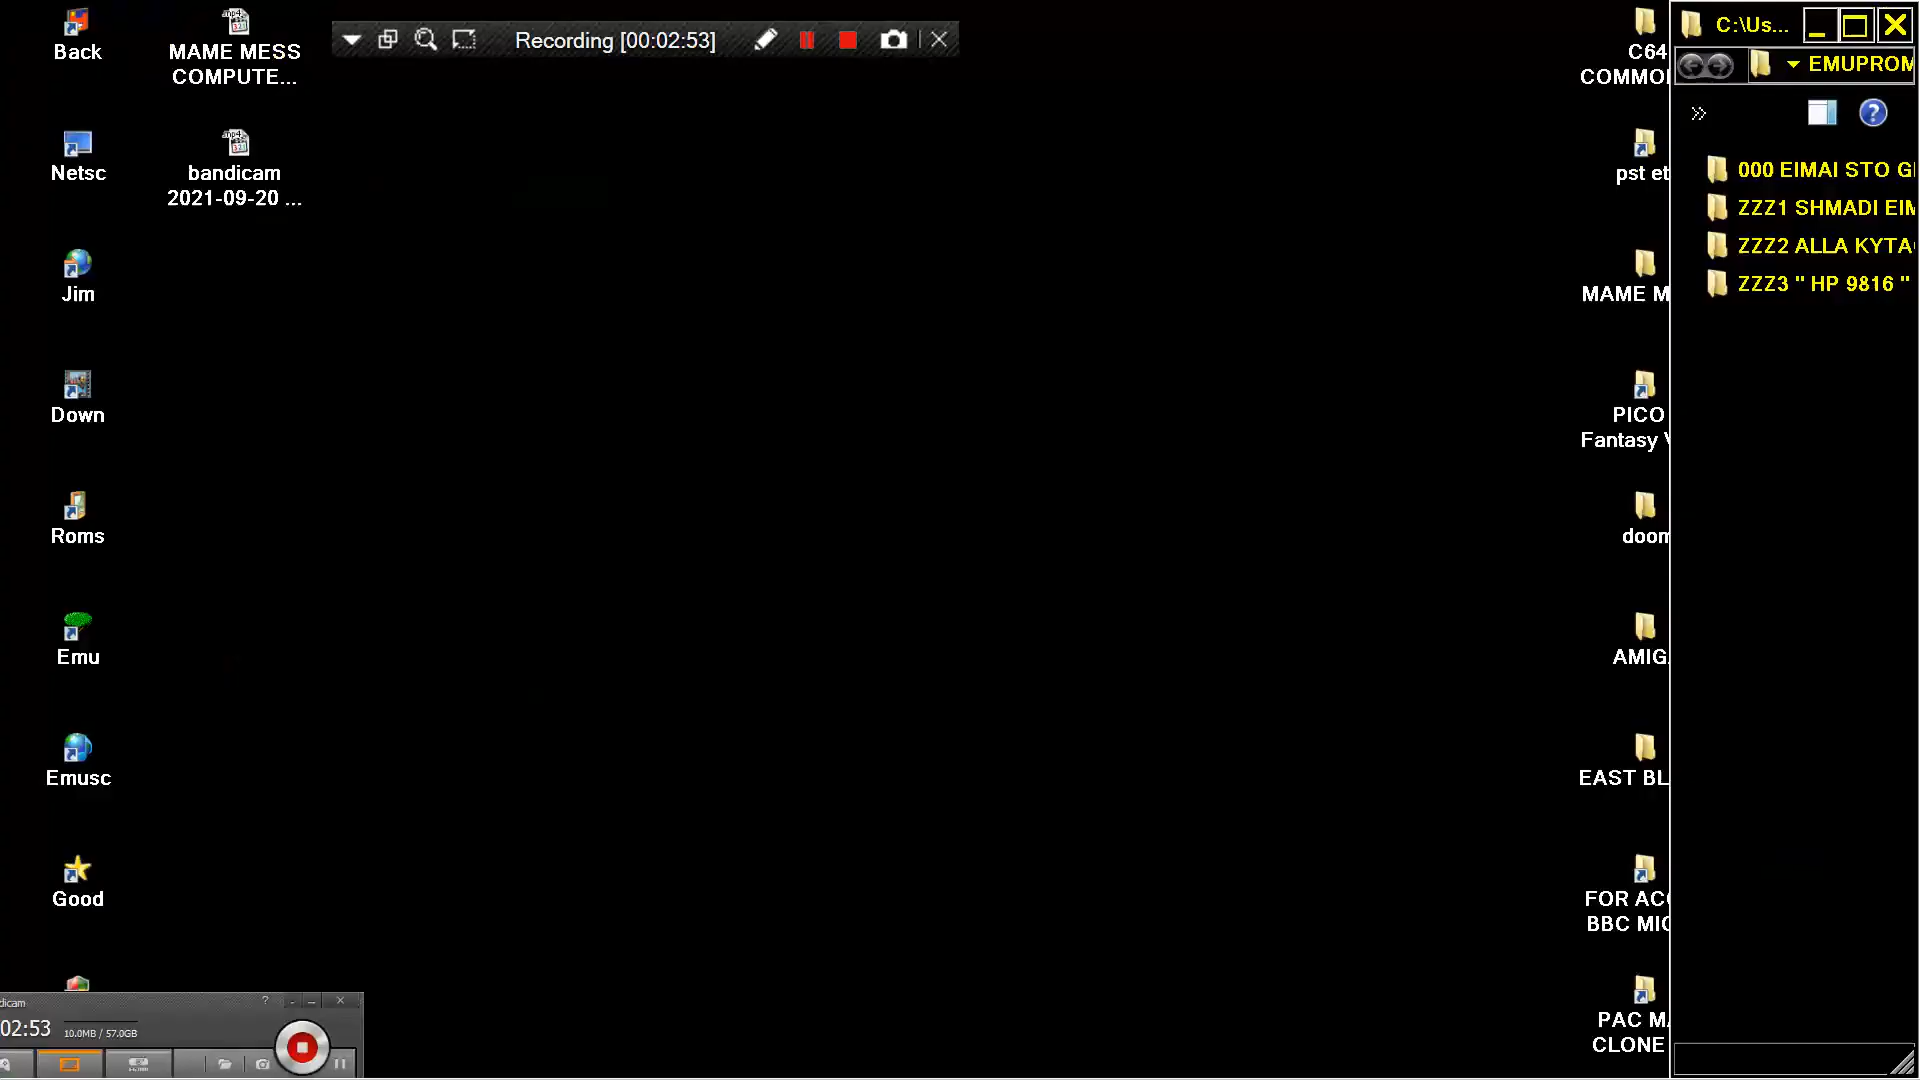 Back
MAME MESS
COMPUTE...
Netsc
bandicam
2021-09-20 ...
Jim
Down
Roms
Emu
Emusc
Good
Recording [00:02:53]
C64
COMMO
pst et
MAME M
PICO
Fantasy
doom
AMIG
EAST BL
FOR AC
BBC MIC
PAC M
CLONE
C:\Us...
EMUPROM
»
?
000 EIMAI STO G
ZZZ1 SHMADI EIM
ZZZ2 ALLA KYTA
ZZZ3 " HP 9816 "
dicam
?
02:53
10.0MB / 57.0GB